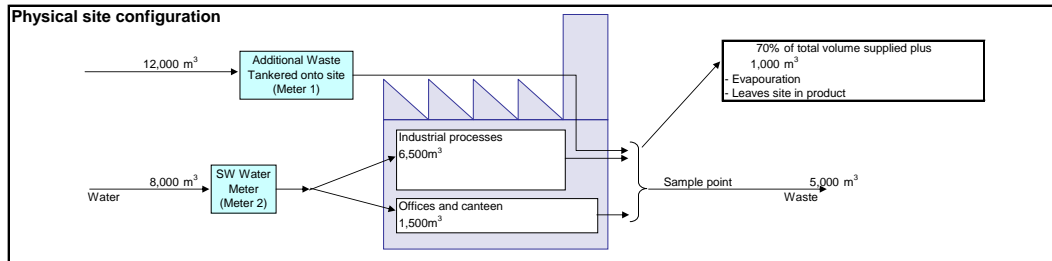 Physical site configuration
12,000 m³
Additional Waste
Tankered onto site
(Meter 1)
70% of total volume supplied plus
1,000 m³
- Evapouration
- Leaves site in product
Industrial processes
6,500m³
8,000 m³
Water
SW Water
Meter
(Meter 2)
Offices and canteen
1,500m³
Sample point
5,000 m³
Waste